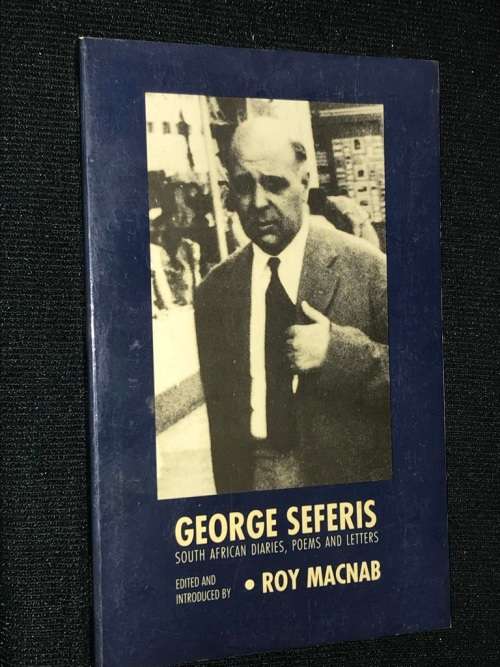 GEORGE SEFERIS
SOUTH AFRICAN DIARIES, POEMS AND LETTERS
EDITED AND
INTRODUCED BY • ROY MACNAB